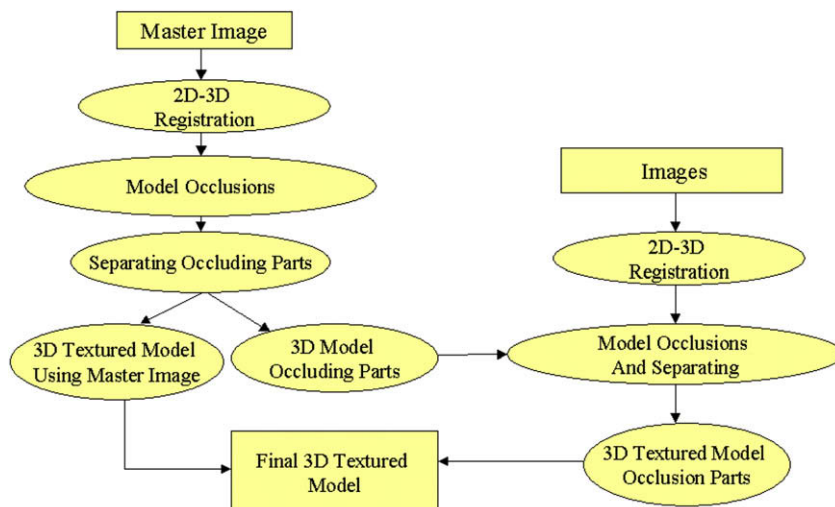 Master Image
2D-3D
Registration
Model Occlusions
Separating Occluding Parts
3D Textured Model
Using Master Image
3D Model
Occluding Parts
Images
2D-3D
Registration
Model Occlusions
And Separating
3D Textured Model
Occlusion Parts
Final 3D Textured
Model